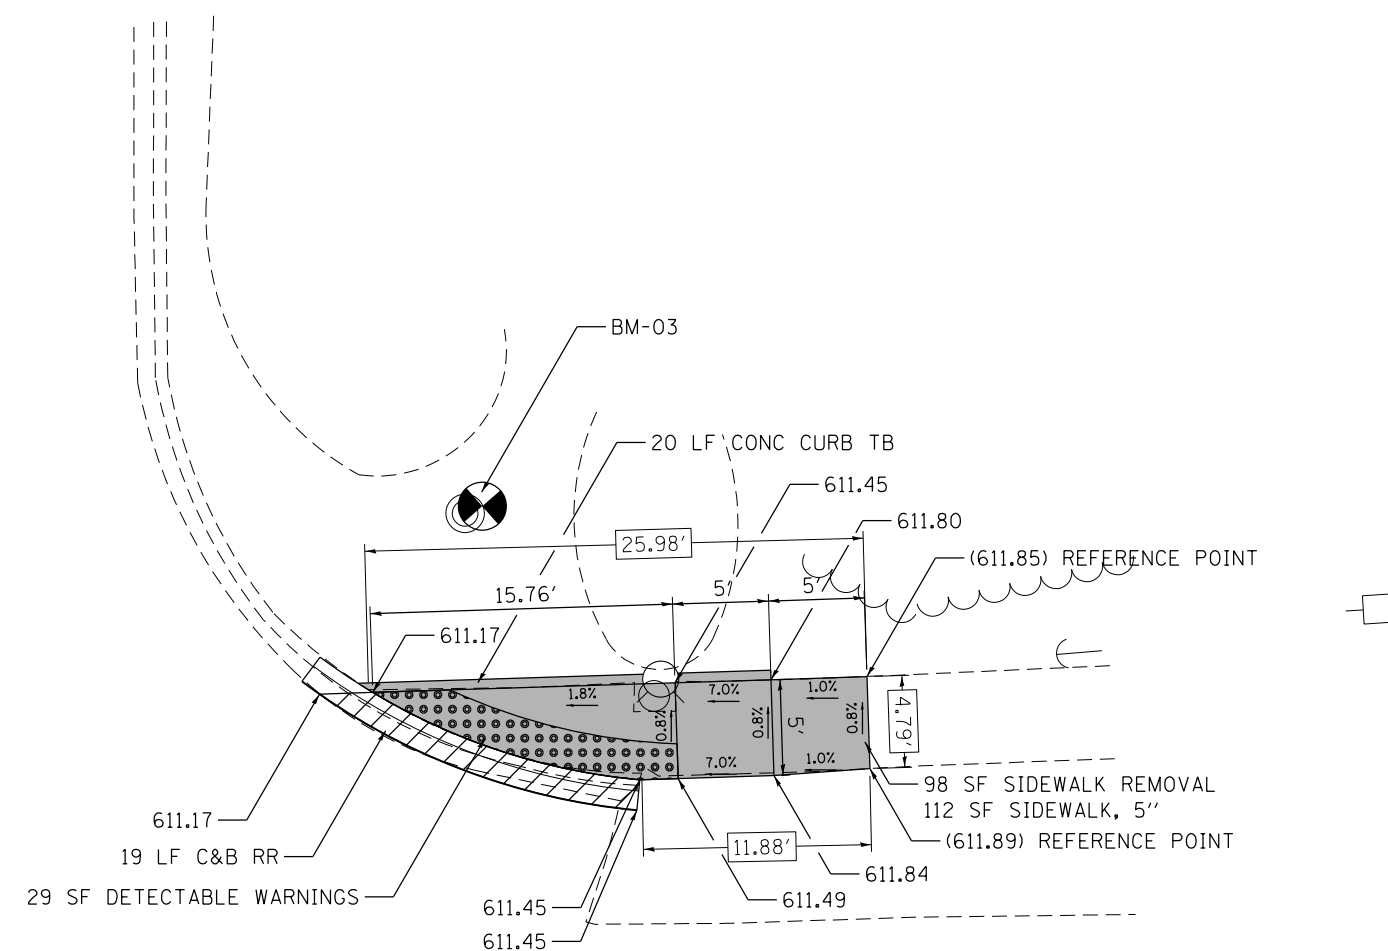 BM-03
20 LF CONC CURB TB
611.45
611.80
25.98'
(611.85) REFERENCE POINT
15.76'
5'
5'
611.17
1.8%
7.0%
1.0%
0.8%
0.8%
0.8%
5'
4.79'
7.0%
1.0%
98 SF SIDEWALK REMOVAL
112 SF SIDEWALK, 5''
611.17
11.88'
(611.89) REFERENCE POINT
19 LF C&B RR
611.84
29 SF DETECTABLE WARNINGS
611.49
611.45
611.45